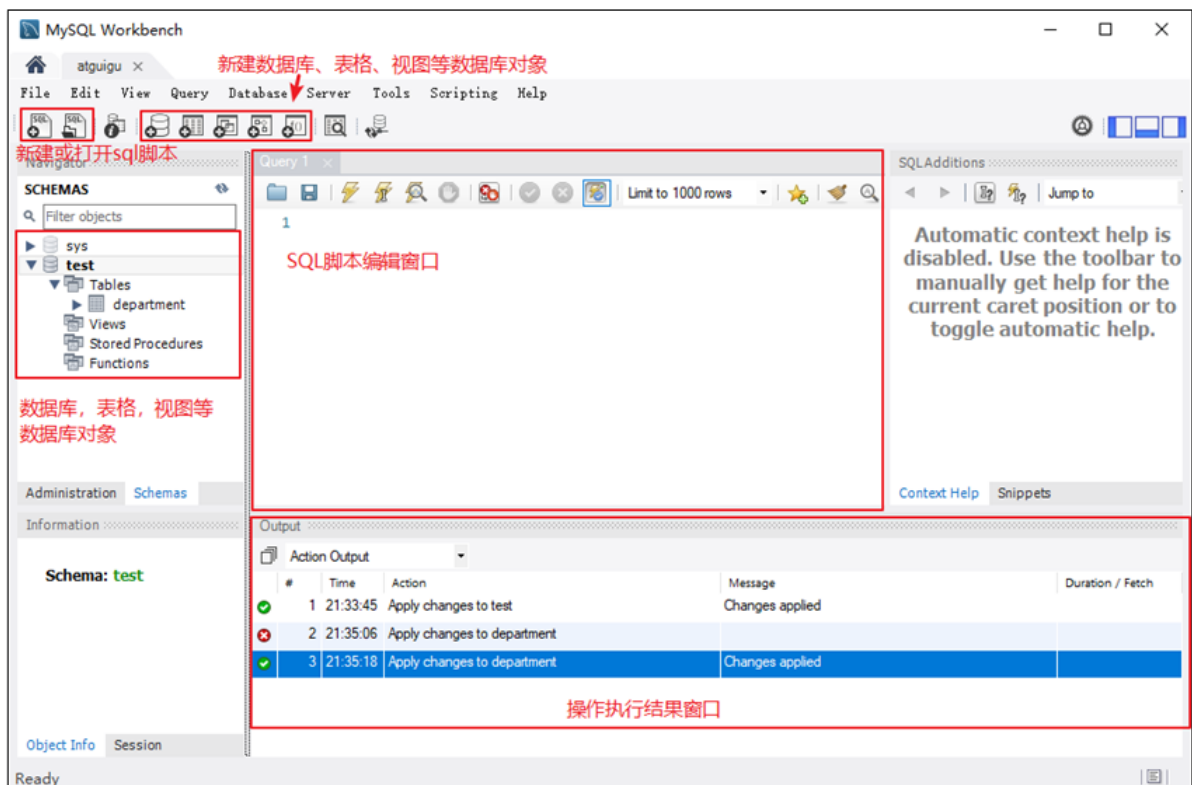 MySQL Workbench
atguigu
新建数据库、表格、视图等数据库对象
File Edit View Query Database Server Tools Scripting Help
SQL SQL
新建或打开sql脚本
Navigator
SCHEMAS
Filter objects
sys
test
Tables
department
Views
Stored Procedures
Functions
数据库，表格，视图等
数据库对象
Administration Schemas
Query 1
Limit to 1000 rows
1
SQL脚本编辑窗口
SQLAdditions
Jump to
Automatic context help is
disabled. Use the toolbar to
manually get help for the
current caret position or to
toggle automatic help.
Context Help Snippets
Information
Schema: test
Object Info Session
Output
Action Output
# Time Action Message Duration / Fetch
1 21:33:45 Apply changes to test Changes applied
2 21:35:06 Apply changes to department
3 21:35:18 Apply changes to department Changes applied
操作执行结果窗口
Ready